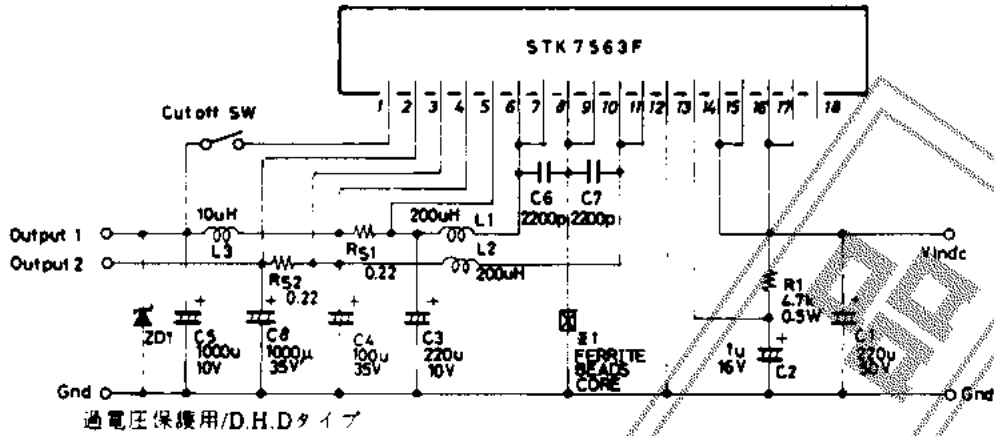 STK7563F
1 2 3 4 5 6 7 8 9 10 11 12 13 14 15 16 17 18
Cutoff SW
C6
2200p
C7
2200p
10uH
L3
200uH
L1
L2
200uH
Output 1
Output 2
RS1
0.22
RS2
0.22
Vindc
R1
4.7k
0.5W
ZD1
C5
1000u
10V
C8
1000μ
35V
C4
100u
35V
C3
220u
10V
Z1
FERRITE
BEADS
CORE
1u
16V
C2
C1
220u
50V
Gnd
Gnd
過電圧保護用/D.H.Dタイプ